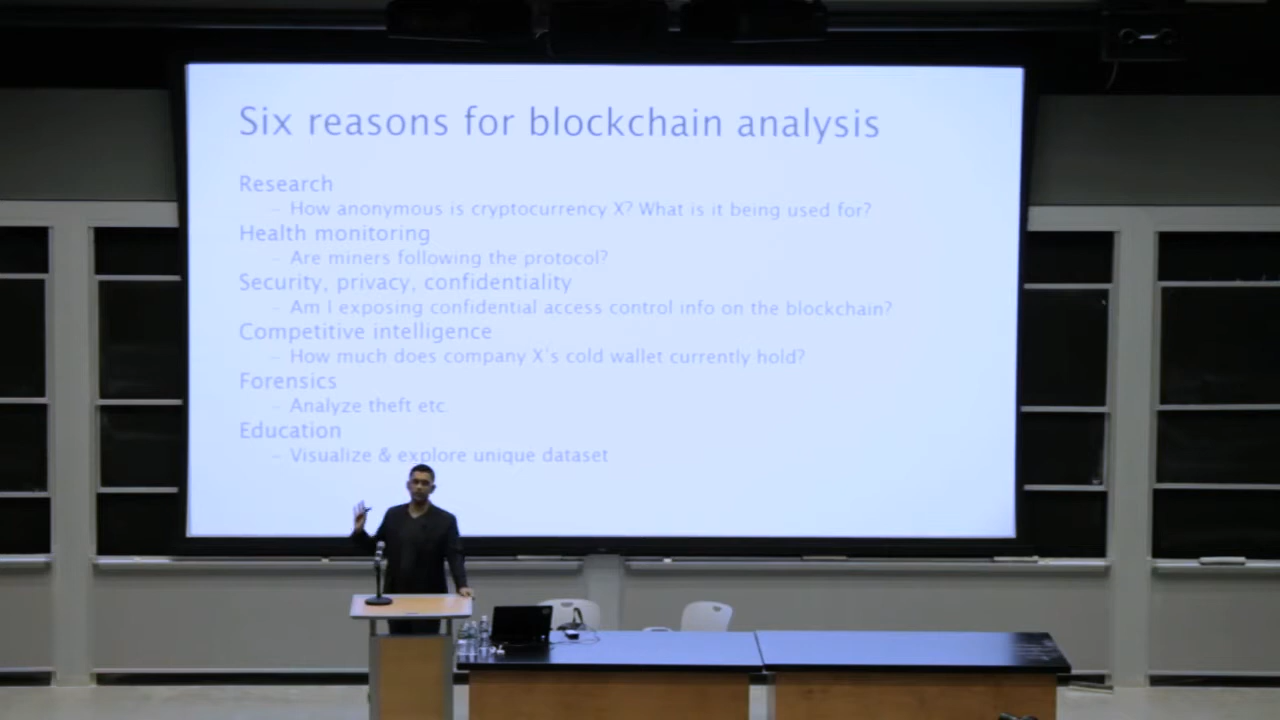 Six reasons for blockchain analysis
Research
– How anonymous is cryptocurrency X? What is it being used for?
Health monitoring
– Are miners following the protocol?
Security, privacy, confidentiality
– Am I exposing confidential access control info on the blockchain?
Competitive intelligence
– How much does company X's cold wallet currently hold?
Forensics
– Analyze theft etc
Education
– Visualize & explore unique dataset